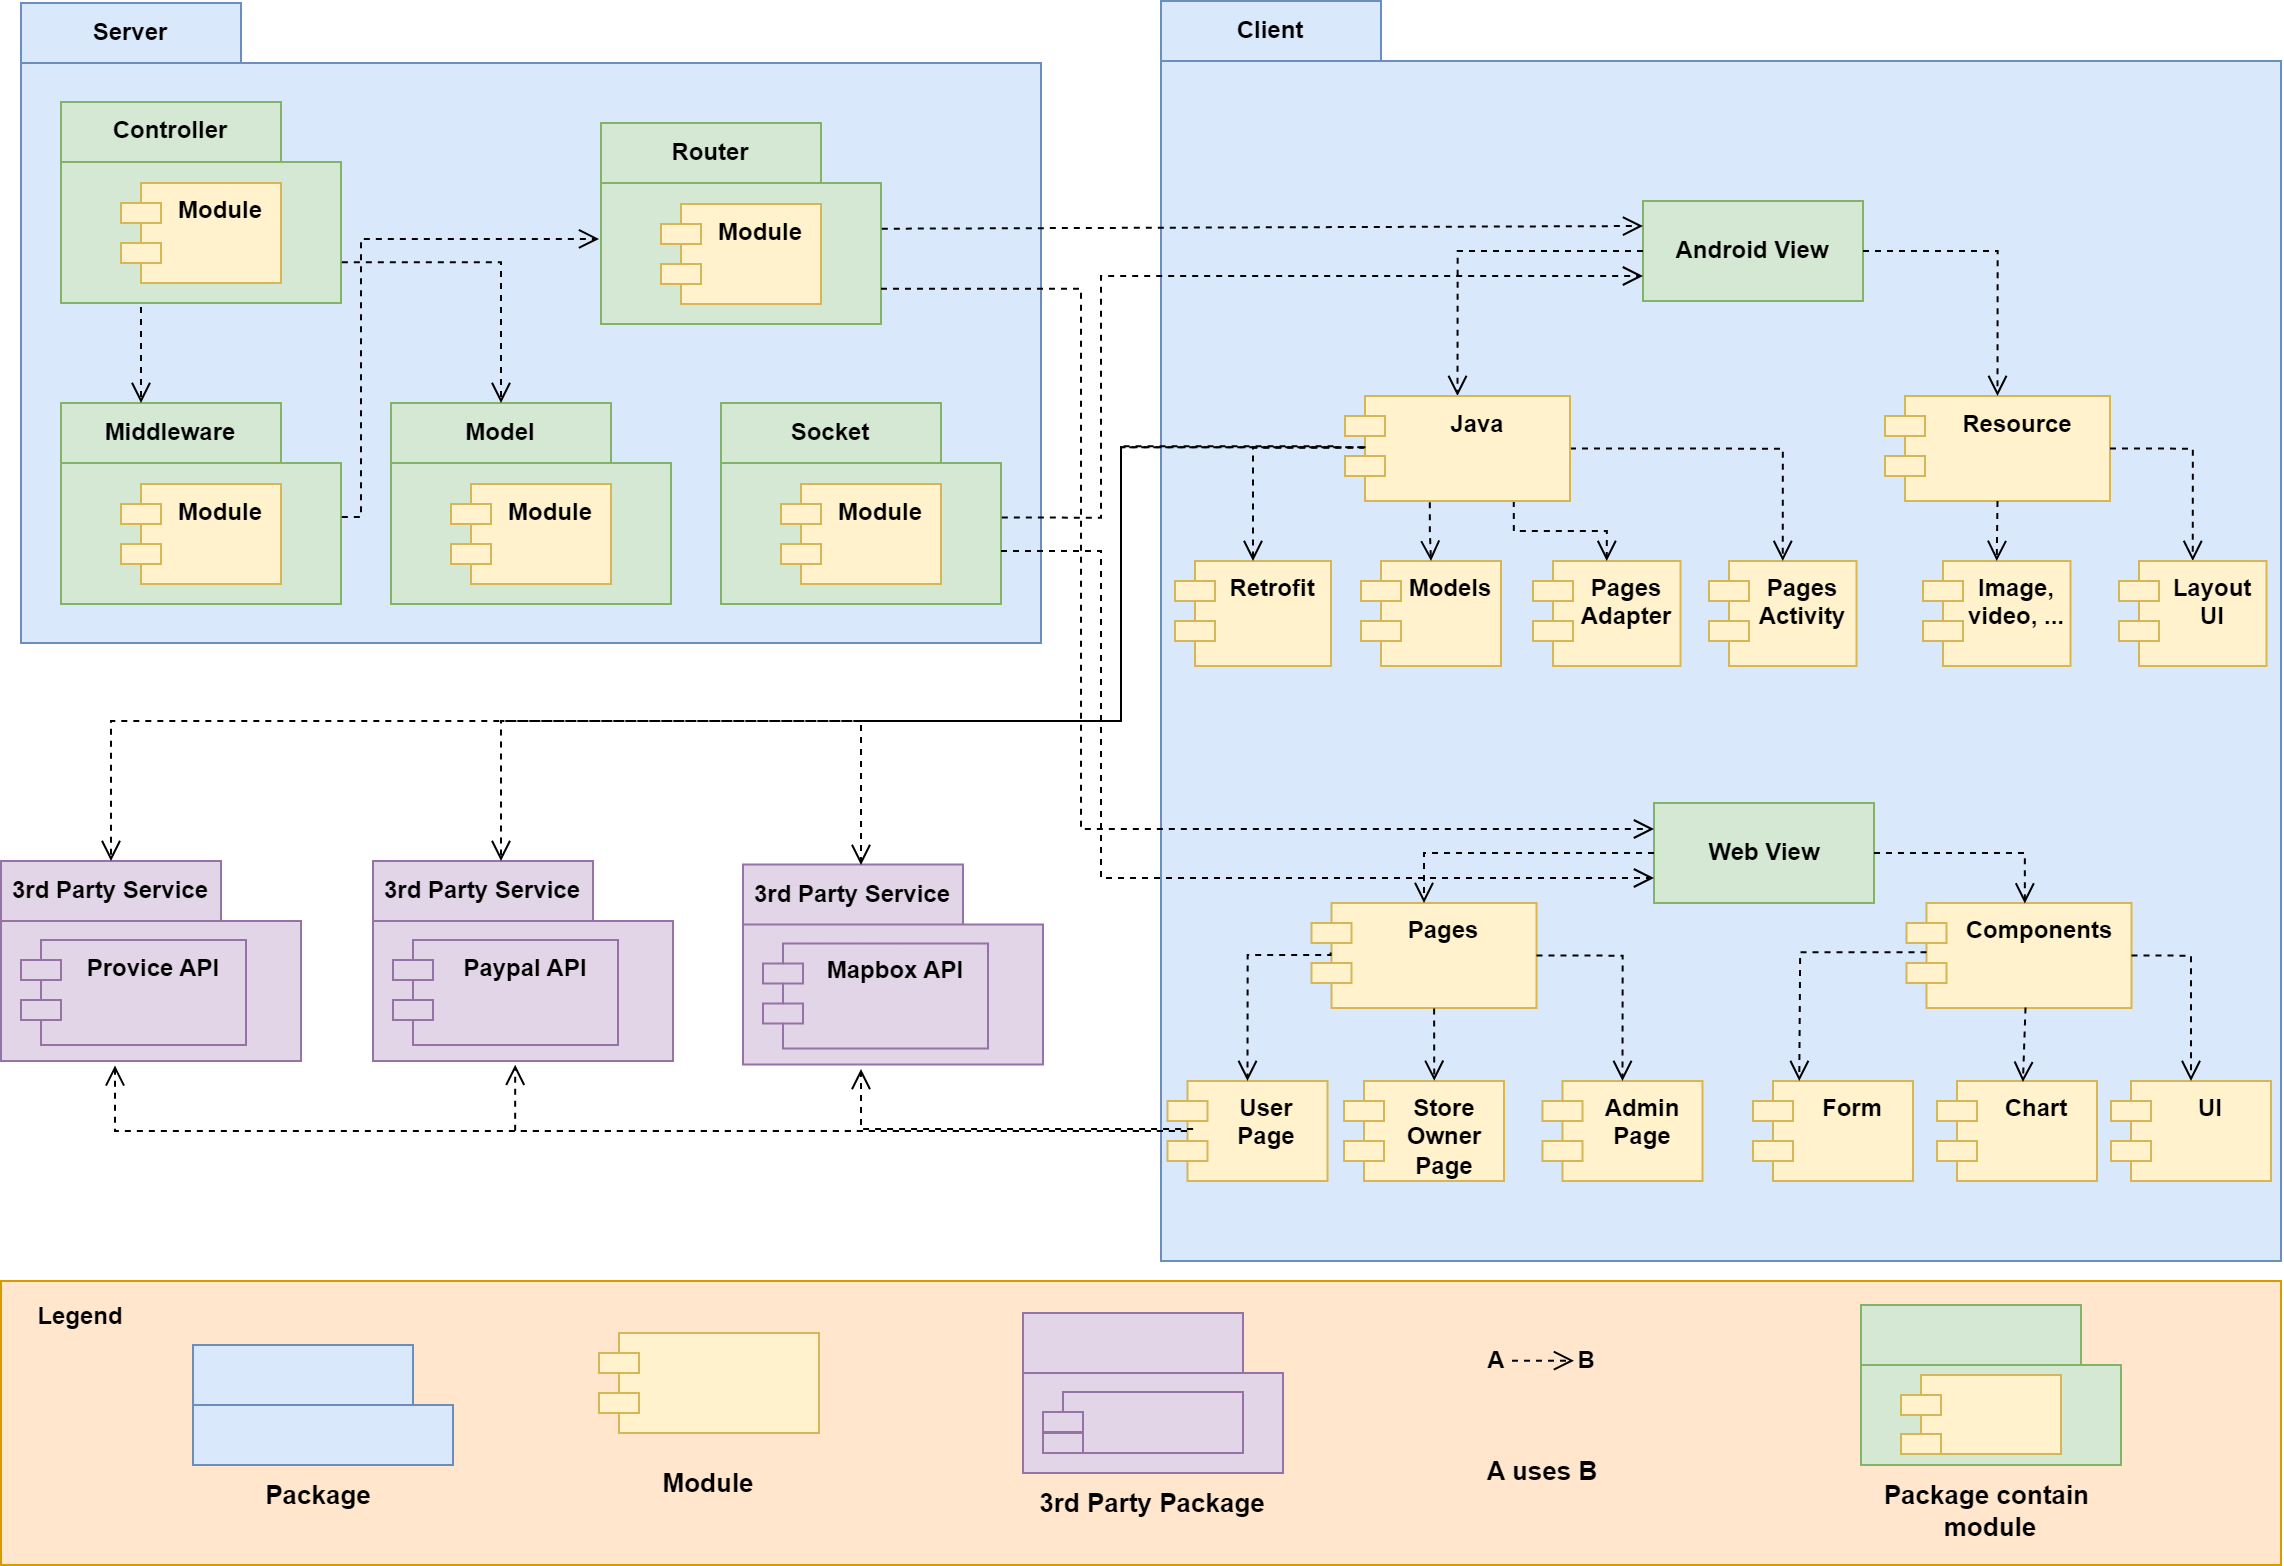 Server
Client
Controller
Module
Router
Module
Android View
Middleware
Module
Model
Module
Socket
Module
Java
Resource
Retrofit
Models
Pages
Adapter
Pages
Activity
Image,
video, ...
Layout
UI
3rd Party Service
Provice API
3rd Party Service
Paypal API
3rd Party Service
Mapbox API
Web View
Pages
Components
User
Page
Store
Owner
Page
Admin
Page
Form
Chart
UI
Legend
Package
Module
3rd Party Package
A
B
A uses B
Package contain
module